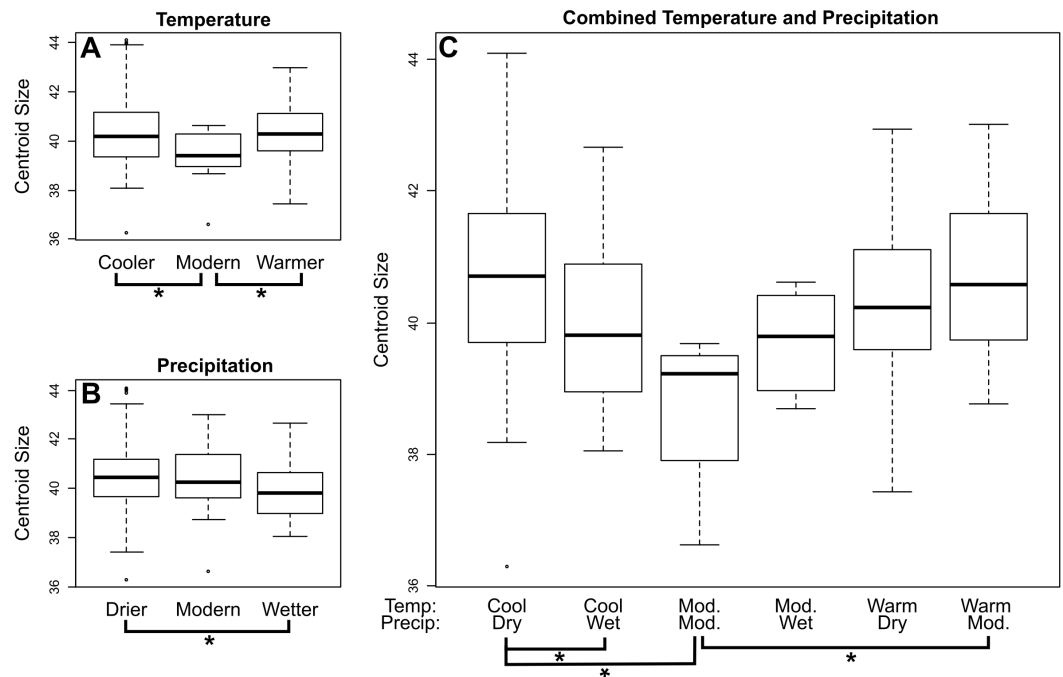 Temperature
A
44
42
40
38
36
Centroid Size
Cooler Modern Warmer
* *
Precipitation
B
44
42
40
38
36
Centroid Size
Drier Modern Wetter
*
Combined Temperature and Precipitation
C
44
42
40
38
36
Centroid Size
Temp: Cool Cool Mod. Mod. Warm Warm
Precip: Dry Wet Mod. Wet Dry Mod.
* *
*